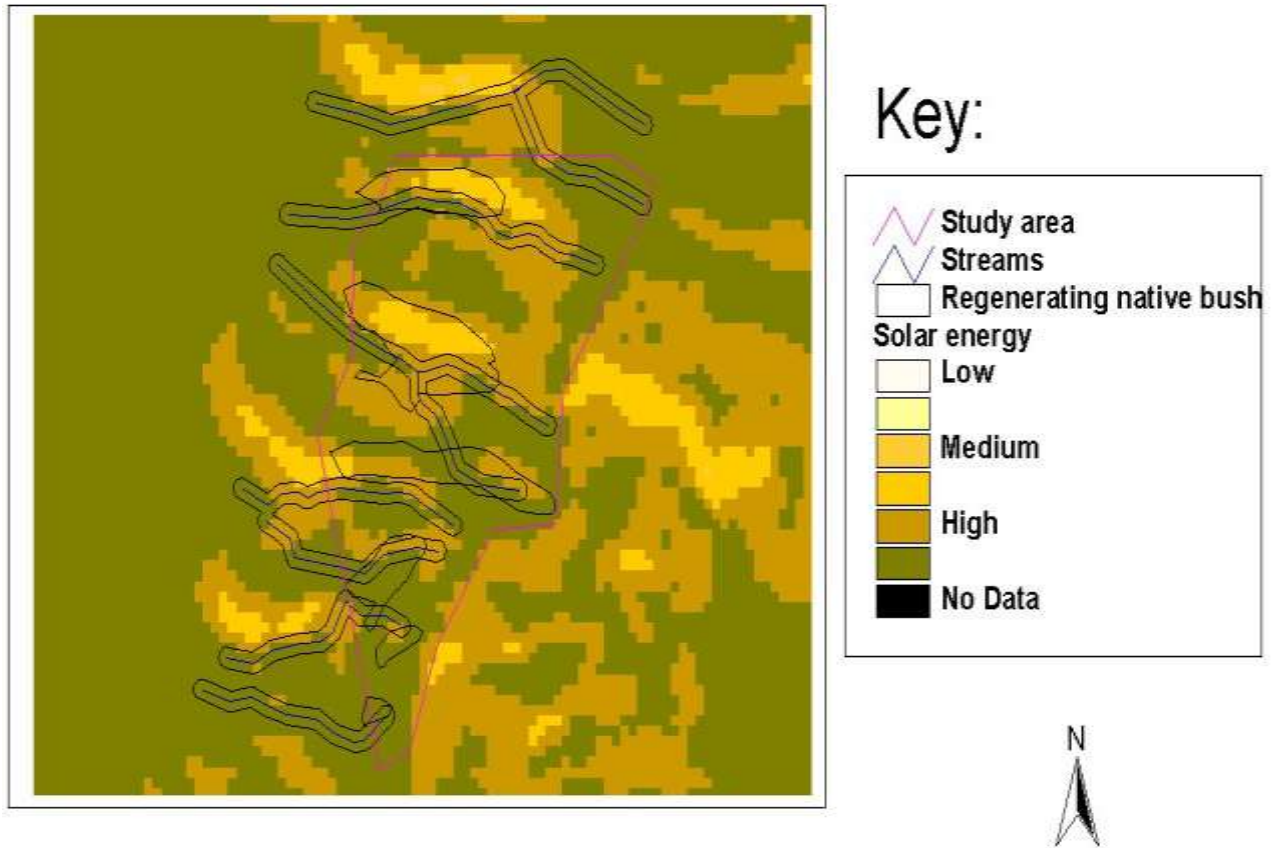 Key:
Study area
Streams
Regenerating native bush
Solar energy
Low
Medium
High
No Data
N